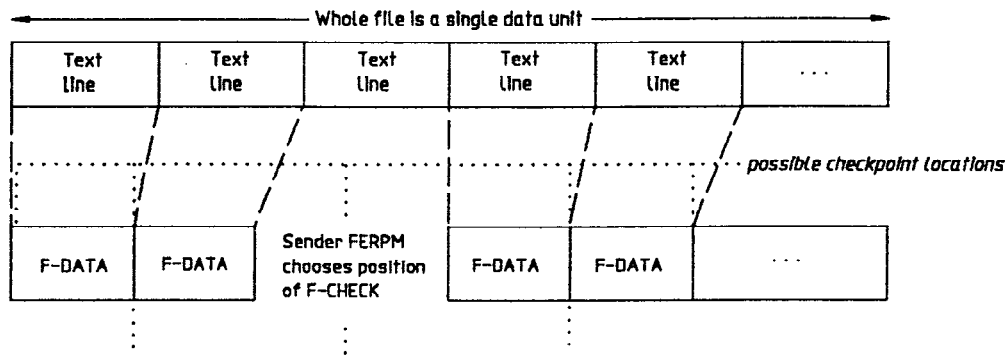 Whole file is a single data unit
Text line
Text line
Text line
Text line
Text line
...
possible checkpoint locations
F-DATA
F-DATA
Sender FERPM
chooses position
of F-CHECK
F-DATA
F-DATA
...